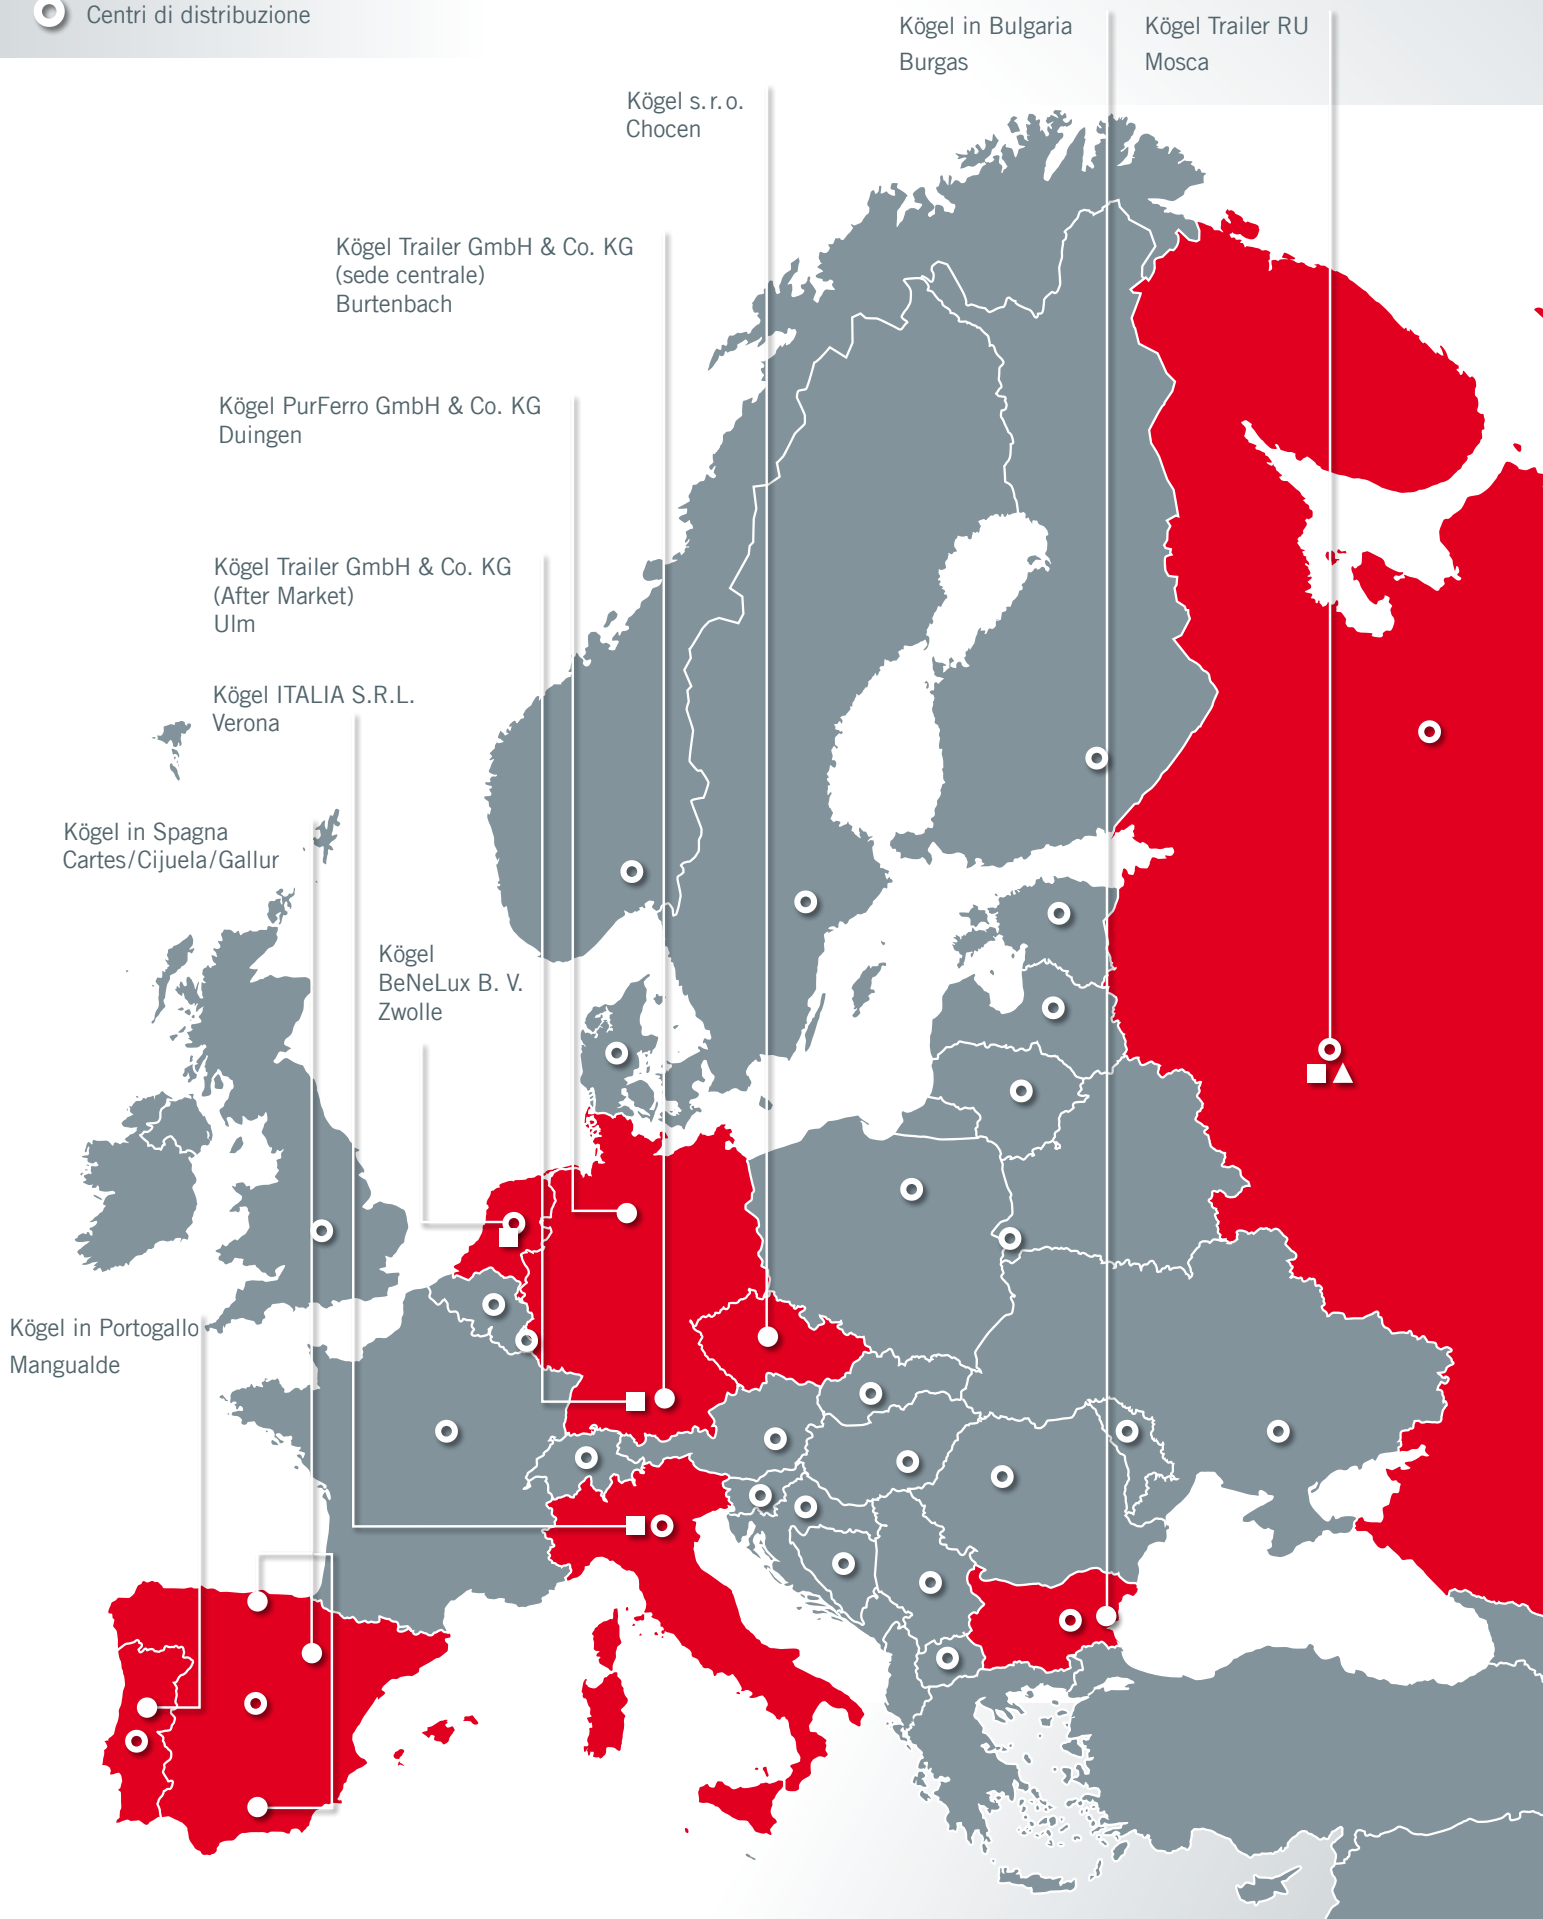 Centri di distribuzione
Kögel in Bulgaria
Burgas
Kögel Trailer RU
Mosca
Kögel s.r.o.
Chocen
Kögel Trailer GmbH & Co. KG
(sede centrale)
Burtenbach
Kögel PurFerro GmbH & Co. KG
Duingen
Kögel Trailer GmbH & Co. KG
(After Market)
Ulm
Kögel ITALIA S.R.L.
Verona
Kögel in Spagna
Cartes/Cijuela/Gallur
Kögel
BeNeLux B. V.
Zwolle
Kögel in Portogallo
Mangualde